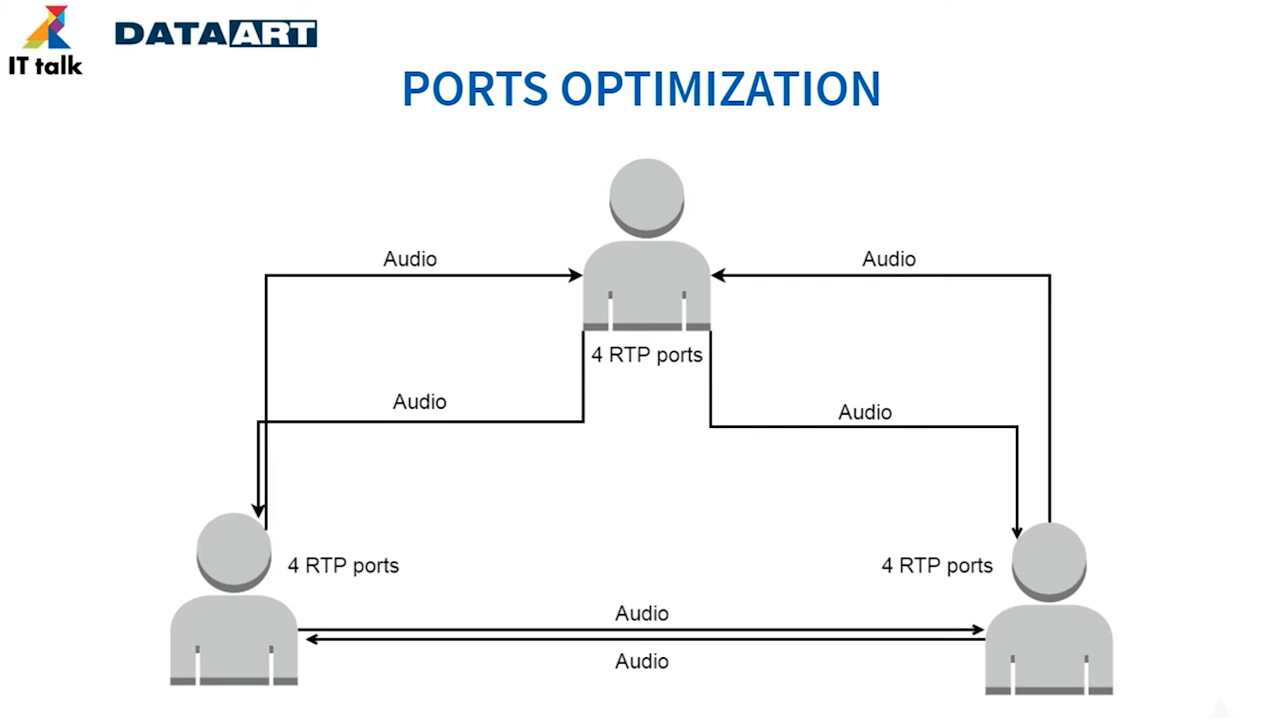 IT talk
DATAART
PORTS OPTIMIZATION
Audio
Audio
4 RTP ports
Audio
Audio
4 RTP ports
4 RTP ports
Audio
Audio